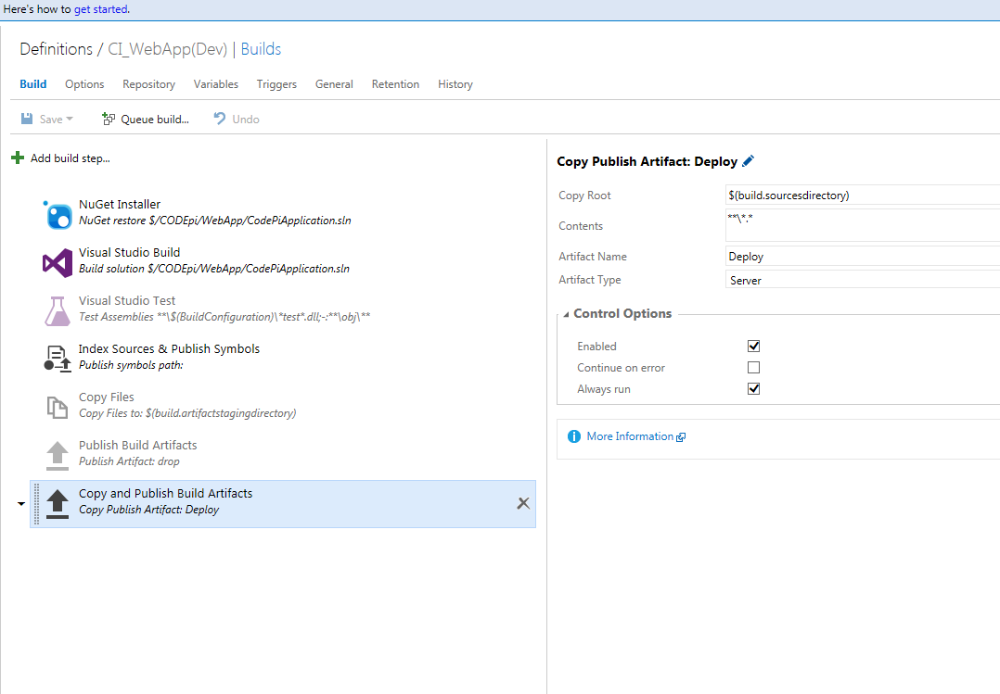 Here's how to get started.
Definitions / CI_WebApp(Dev) | Builds
Build Options Repository Variables Triggers General Retention History
Save Queue build... Undo
Add build step...
NuGet Installer
NuGet restore $/CODEpi/WebApp/CodePiApplication.sln
Visual Studio Build
Build solution $/CODEpi/WebApp/CodePiApplication.sln
Visual Studio Test
Test Assemblies **\$(BuildConfiguration)\*test*.dll;-:**\obj\**
Index Sources & Publish Symbols
Publish symbols path:
Copy Files
Copy Files to: $(build.artifactstagingdirectory)
Publish Build Artifacts
Publish Artifact: drop
Copy and Publish Build Artifacts
Copy Publish Artifact: Deploy
Copy Publish Artifact: Deploy
Copy Root $(build.sourcesdirectory)
Contents **\*.*
Artifact Name Deploy
Artifact Type Server
Control Options
Enabled
Continue on error
Always run
More Information